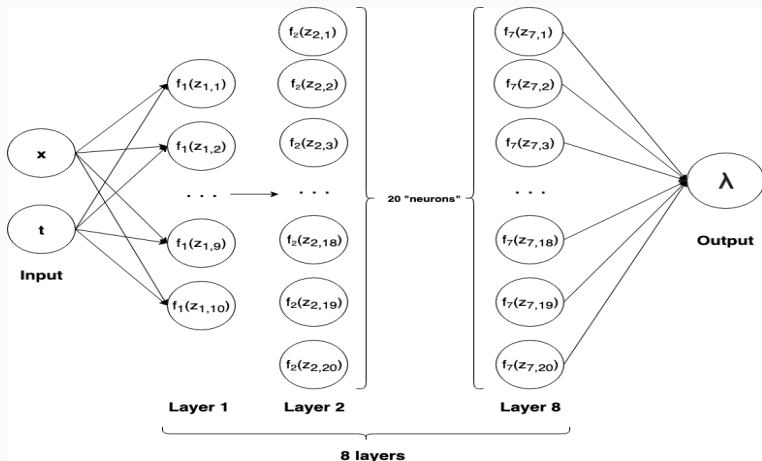 f₂(z₂,₁) f₇(z₇,₁)
f₁(z₁,₁) f₂(z₂,₂) f₇(z₇,₂)
x f₁(z₁,₂) f₂(z₂,₃) f₇(z₇,₃)
. . . . . . 20 "neurons" . . . λ
t f₁(z₁,₉) f₂(z₂,₁₈) f₇(z₇,₁₈) Output
Input
f₁(z₁,₁₀) f₂(z₂,₁₉) f₇(z₇,₁₉)
f₂(z₂,₂₀) f₇(z₇,₂₀)
Layer 1 Layer 2 Layer 8
8 layers